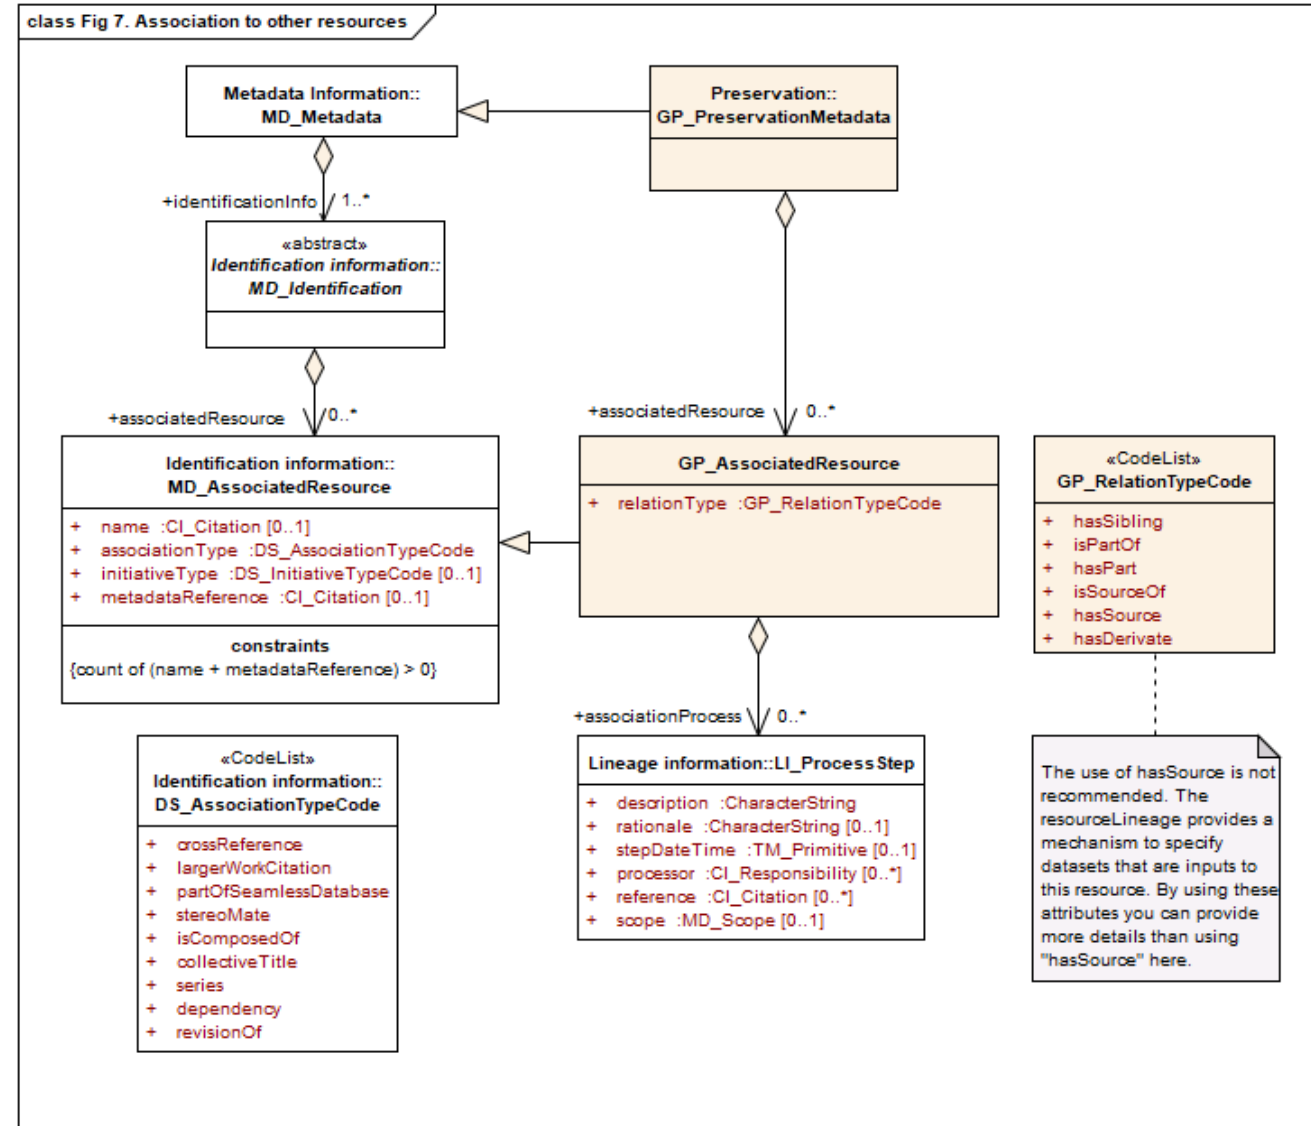 class Fig 7. Association to other resources
Metadata Information::
MD_Metadata
Preservation::
GP_PreservationMetadata
+identificationInfo
1..*
«abstract»
Identification information::
MD_Identification
+associatedResource
0..*
+associatedResource
0..*
Identification information::
MD_AssociatedResource
+ name :CI_Citation [0..1]
+ associationType :DS_AssociationTypeCode
+ initiativeType :DS_InitiativeTypeCode [0..1]
+ metadataReference :CI_Citation [0..1]
constraints
{count of (name + metadataReference) > 0}
GP_AssociatedResource
+ relationType :GP_RelationTypeCode
«CodeList»
GP_RelationTypeCode
+ hasSibling
+ isPartOf
+ hasPart
+ isSourceOf
+ hasSource
+ hasDerivate
+associationProcess
0..*
«CodeList»
Identification information::
DS_AssociationTypeCode
+ crossReference
+ largerWorkCitation
+ partOfSeamlessDatabase
+ stereoMate
+ isComposedOf
+ collectiveTitle
+ series
+ dependency
+ revisionOf
Lineage information::LI_ProcessStep
+ description :CharacterString
+ rationale :CharacterString [0..1]
+ stepDateTime :TM_Primitive [0..1]
+ processor :CI_Responsibility [0..*]
+ reference :CI_Citation [0..*]
+ scope :MD_Scope [0..1]
The use of hasSource is not
recommended. The
resourceLineage provides a
mechanism to specify
datasets that are inputs to
this resource. By using these
attributes you can provide
more details than using
"hasSource" here.